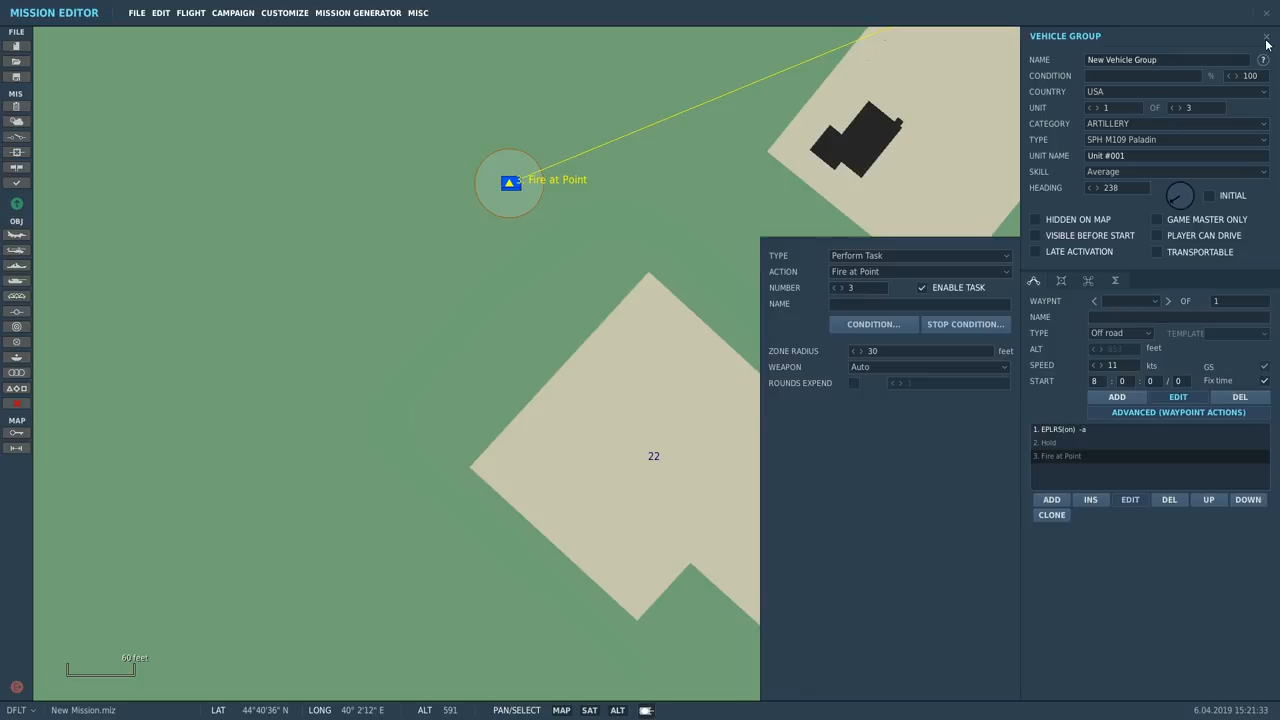 MISSION EDITOR FILE EDIT FLIGHT CAMPAIGN CUSTOMIZE MISSION GENERATOR MISC
FILE
MIS
OBJ
MAP
3. Fire at Point
22
60 feet
TYPE Perform Task
ACTION Fire at Point
NUMBER 3 ENABLE TASK
NAME
CONDITION... STOP CONDITION...
ZONE RADIUS 30 feet
WEAPON Auto
ROUNDS EXPEND 1
VEHICLE GROUP
NAME New Vehicle Group ?
CONDITION % 100
COUNTRY USA
UNIT 1 OF 3
CATEGORY ARTILLERY
TYPE SPH M109 Paladin
UNIT NAME Unit #001
SKILL Average
HEADING 238 INITIAL
HIDDEN ON MAP GAME MASTER ONLY
VISIBLE BEFORE START PLAYER CAN DRIVE
LATE ACTIVATION TRANSPORTABLE
WAYPNT OF 1
NAME
TYPE Off road TEMPLATE
ALT 853 feet
SPEED 11 kts GS
START 8 : 0 : 0 / 0 Fix time
ADD EDIT DEL
ADVANCED (WAYPOINT ACTIONS)
1. EPLRS(on) -a
2. Hold
3. Fire at Point
ADD INS EDIT DEL UP DOWN
CLONE
DFLT New Mission.miz LAT 44°40'36" N LONG 40° 2'12" E ALT 591 PAN/SELECT MAP SAT ALT 6.04.2019 15:21:33